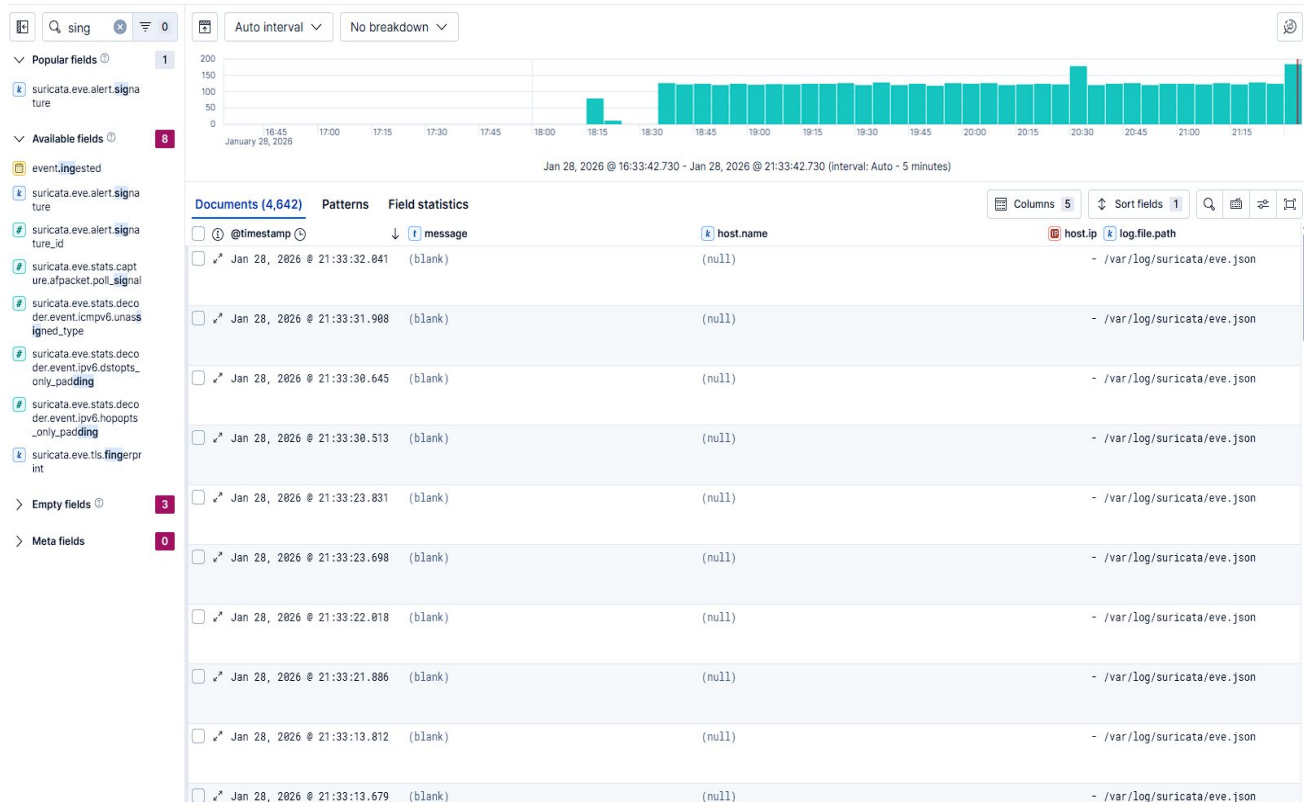 sing 0 Auto interval No breakdown
Popular fields 1
suricata.eve.alert.signa
ture
Available fields 8
event.ingested
suricata.eve.alert.signa
ture
suricata.eve.alert.signa
ture_id
suricata.eve.stats.capt
ure.afpacket.poll_signal
suricata.eve.stats.deco
der.event.icmpv6.unass
igned_type
suricata.eve.stats.deco
der.event.ipv6.dstopts_
only_padding
suricata.eve.stats.deco
der.event.ipv6.hopopts
_only_padding
suricata.eve.tls.fingerpr
int
Empty fields 3
Meta fields 0
200
150
100
50
0
16:45 17:00 17:15 17:30 17:45 18:00 18:15 18:30 18:45 19:00 19:15 19:30 19:45 20:00 20:15 20:30 20:45 21:00 21:15
January 28, 2026
Jan 28, 2026 @ 16:33:42.730 - Jan 28, 2026 @ 21:33:42.730 (interval: Auto - 5 minutes)
Documents (4,642) Patterns Field statistics Columns 5 Sort fields 1
@timestamp t message k host.name IP host.ip k log.file.path
Jan 28, 2026 @ 21:33:32.041 (blank) (null) - /var/log/suricata/eve.json
Jan 28, 2026 @ 21:33:31.908 (blank) (null) - /var/log/suricata/eve.json
Jan 28, 2026 @ 21:33:30.645 (blank) (null) - /var/log/suricata/eve.json
Jan 28, 2026 @ 21:33:30.513 (blank) (null) - /var/log/suricata/eve.json
Jan 28, 2026 @ 21:33:23.831 (blank) (null) - /var/log/suricata/eve.json
Jan 28, 2026 @ 21:33:23.698 (blank) (null) - /var/log/suricata/eve.json
Jan 28, 2026 @ 21:33:22.018 (blank) (null) - /var/log/suricata/eve.json
Jan 28, 2026 @ 21:33:21.886 (blank) (null) - /var/log/suricata/eve.json
Jan 28, 2026 @ 21:33:13.812 (blank) (null) - /var/log/suricata/eve.json
Jan 28, 2026 @ 21:33:13.679 (blank) (null) - /var/log/suricata/eve.json